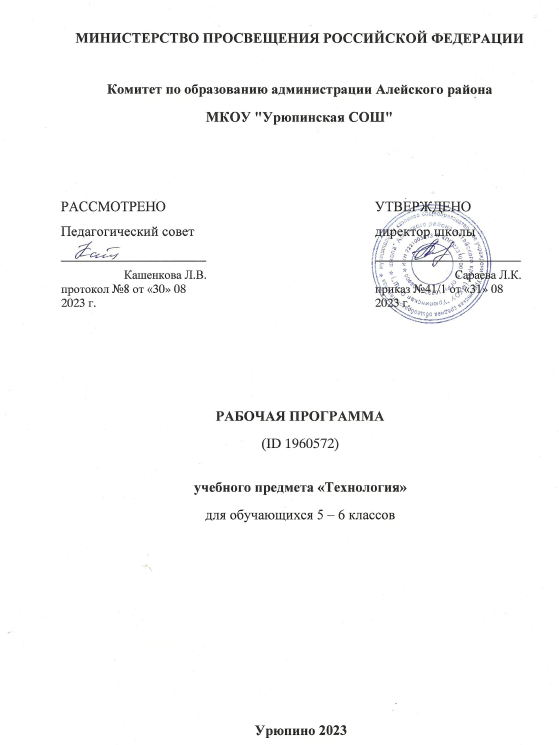 МИНИСТЕРСТВО ПРОСВЕЩЕНИЯ РОССИЙСКОЙ ФЕДЕРАЦИИ
Комитет по образованию администрации Алейского района
МКОУ "Урюпинская СОШ"
РАССМОТРЕНО
Педагогический совет
Кашенкова Л.В.
протокол №8 от «30» 08
2023 г.
УТВЕРЖДЕНО
директор школы
Сараева Л.К.
приказ №41/1 от «31» 08
2023 г.
РАБОЧАЯ ПРОГРАММА
(ID 1960572)
учебного предмета «Технология»
для обучающихся 5 – 6 классов
Урюпино 2023